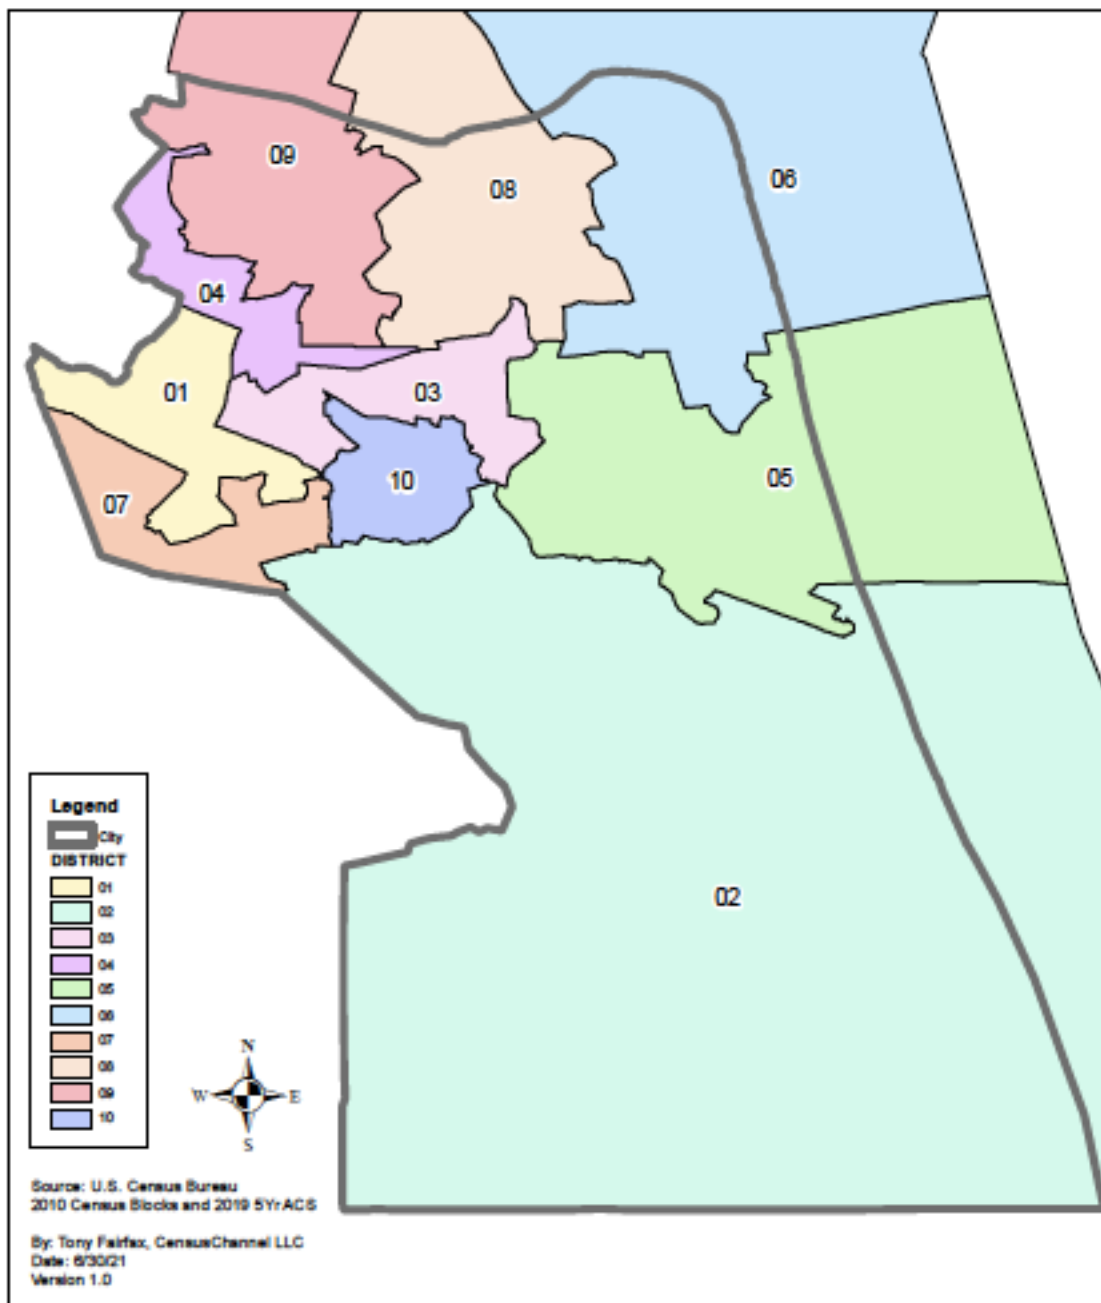 09
08
06
04
01
03
10
05
07
02
Legend
City
DISTRICT
01
02
03
04
05
06
07
08
09
10
N
W E
S
Source: U.S. Census Bureau
2010 Census Blocks and 2019 5Yr ACS
By: Tony Fairfax, CensusChannel LLC
Date: 6/30/21
Version 1.0